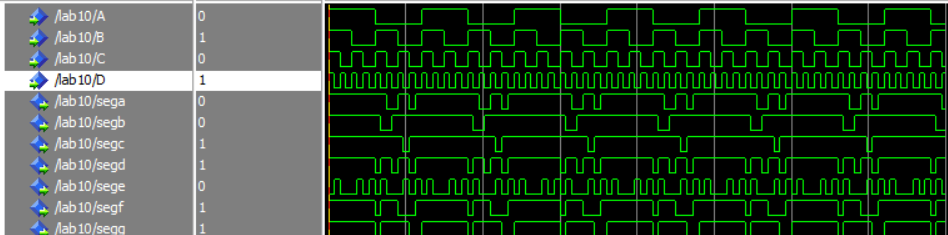 /lab10/A 0
/lab10/B 1
/lab10/C 0
/lab10/D 1
/lab10/sega 0
/lab10/segb 0
/lab10/segc 1
/lab10/segd 1
/lab10/sege 0
/lab10/segf 1
/lab10/segg 1